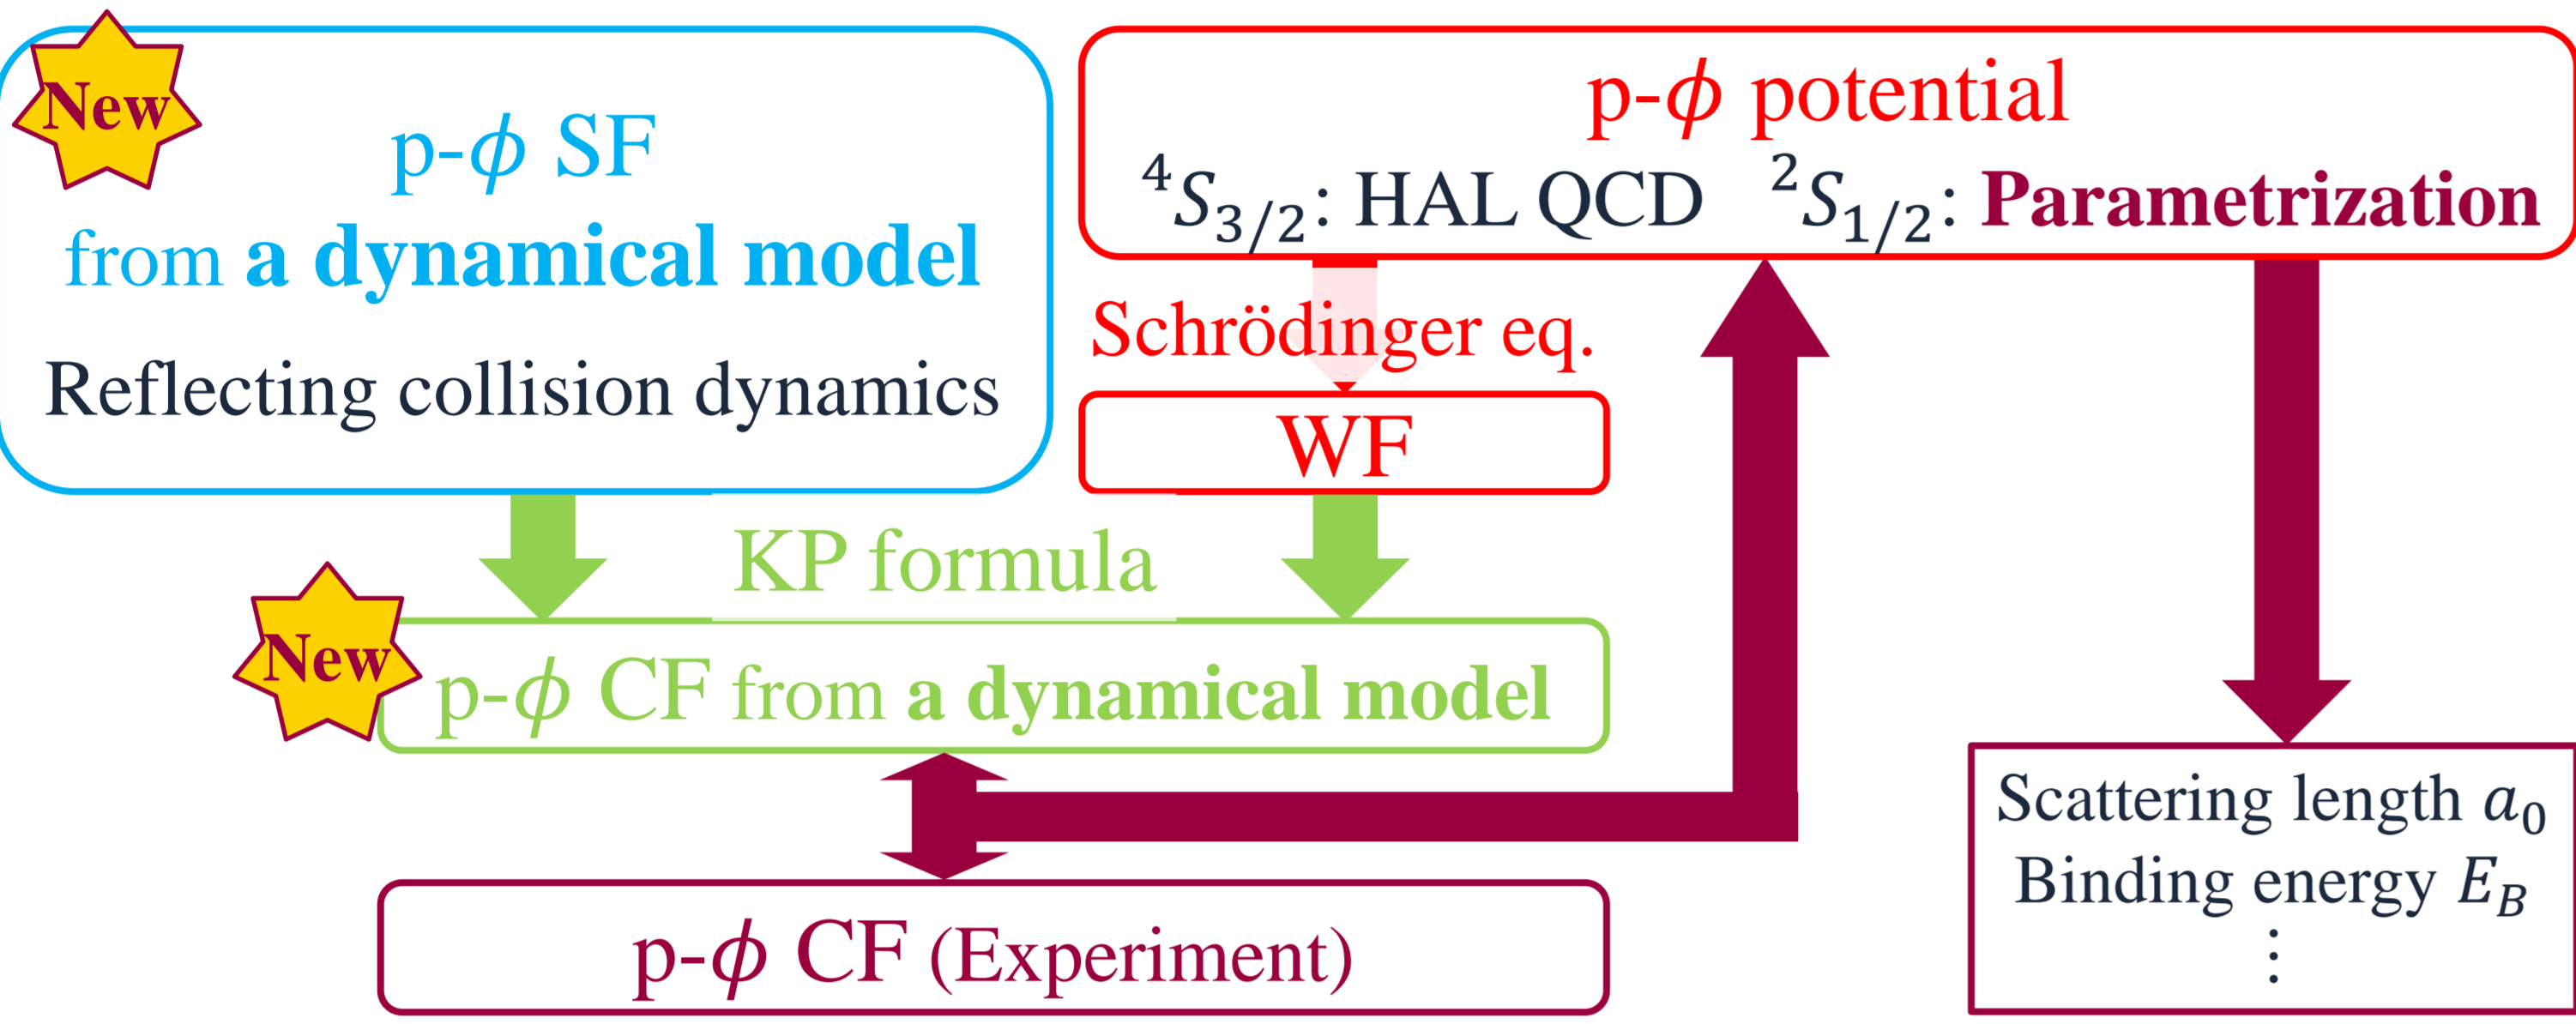 New
p-ϕ SF
from a dynamical model
Reflecting collision dynamics
p-ϕ potential
⁴S₃/₂: HAL QCD ²S₁/₂: Parametrization
Schrödinger eq.
WF
KP formula
New
p-ϕ CF from a dynamical model
p-ϕ CF (Experiment)
Scattering length a₀
Binding energy E_B
⋮